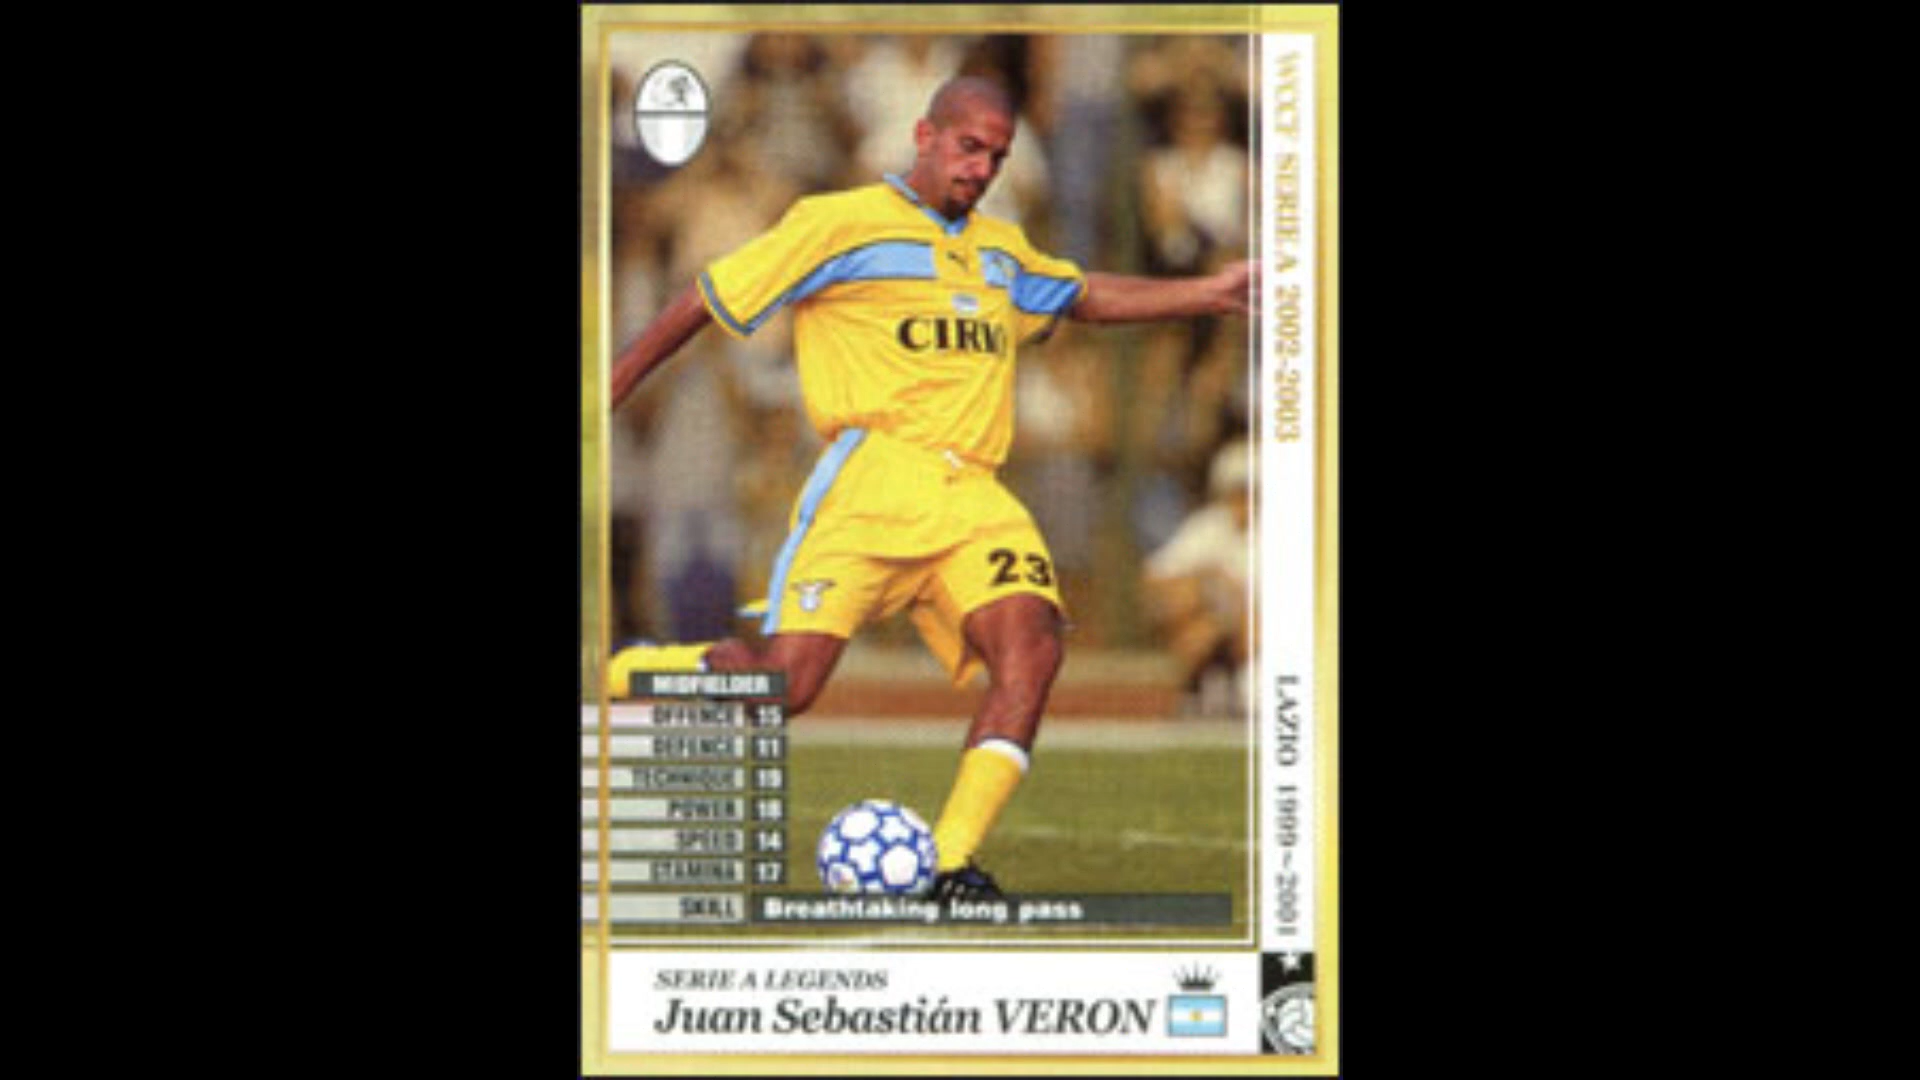 WCCF SERIE A 2002-2003
CIRIO
23
MIDFIELDER
OFFENCE 15
DEFENCE 11
TECHNIQUE 19
POWER 18
SPEED 14
STAMINA 17
SKILL Breathtaking long pass
LAZIO 1999~2001
SERIE A LEGENDS
Juan Sebastián VERON